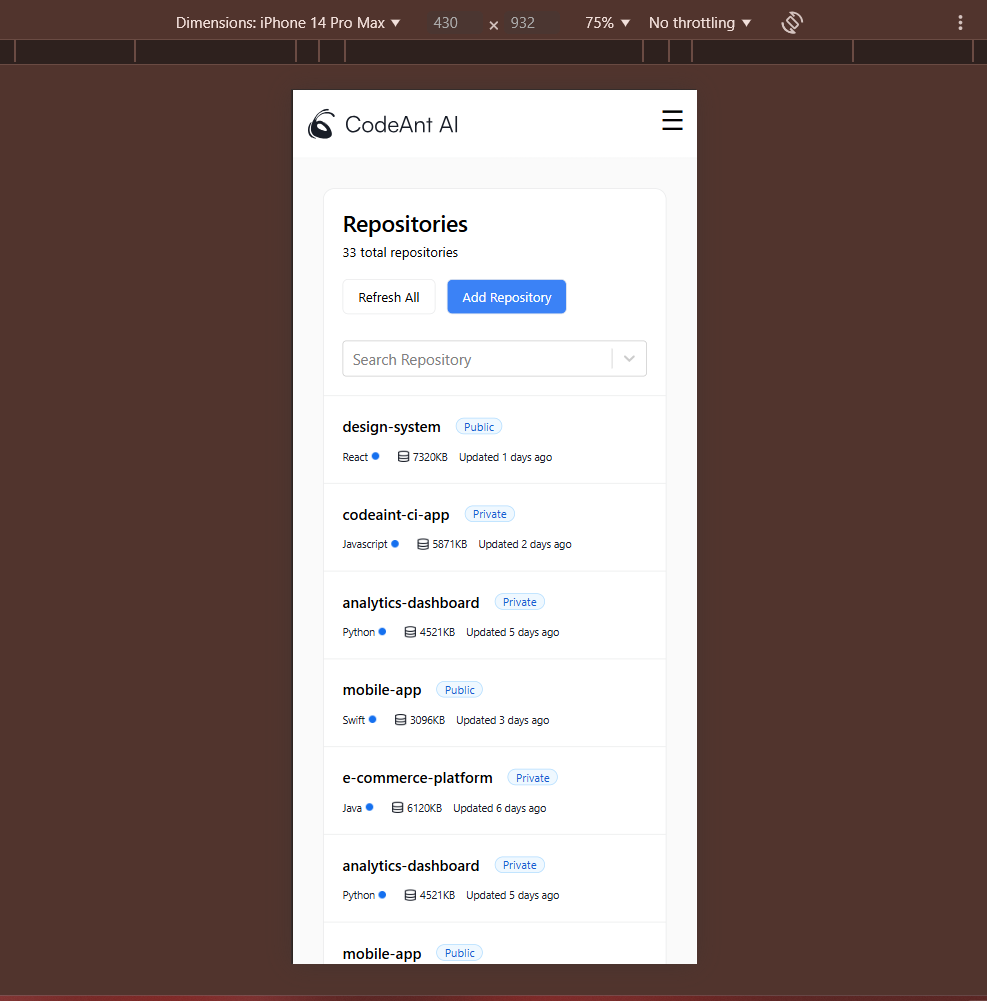 Dimensions: iPhone 14 Pro Max 430 × 932 75% No throttling
CodeAnt AI
Repositories
33 total repositories
Refresh All Add Repository
Search Repository
design-system Public
React 7320KB Updated 1 days ago
codeaint-ci-app Private
Javascript 5871KB Updated 2 days ago
analytics-dashboard Private
Python 4521KB Updated 5 days ago
mobile-app Public
Swift 3096KB Updated 3 days ago
e-commerce-platform Private
Java 6120KB Updated 6 days ago
analytics-dashboard Private
Python 4521KB Updated 5 days ago
mobile-app Public